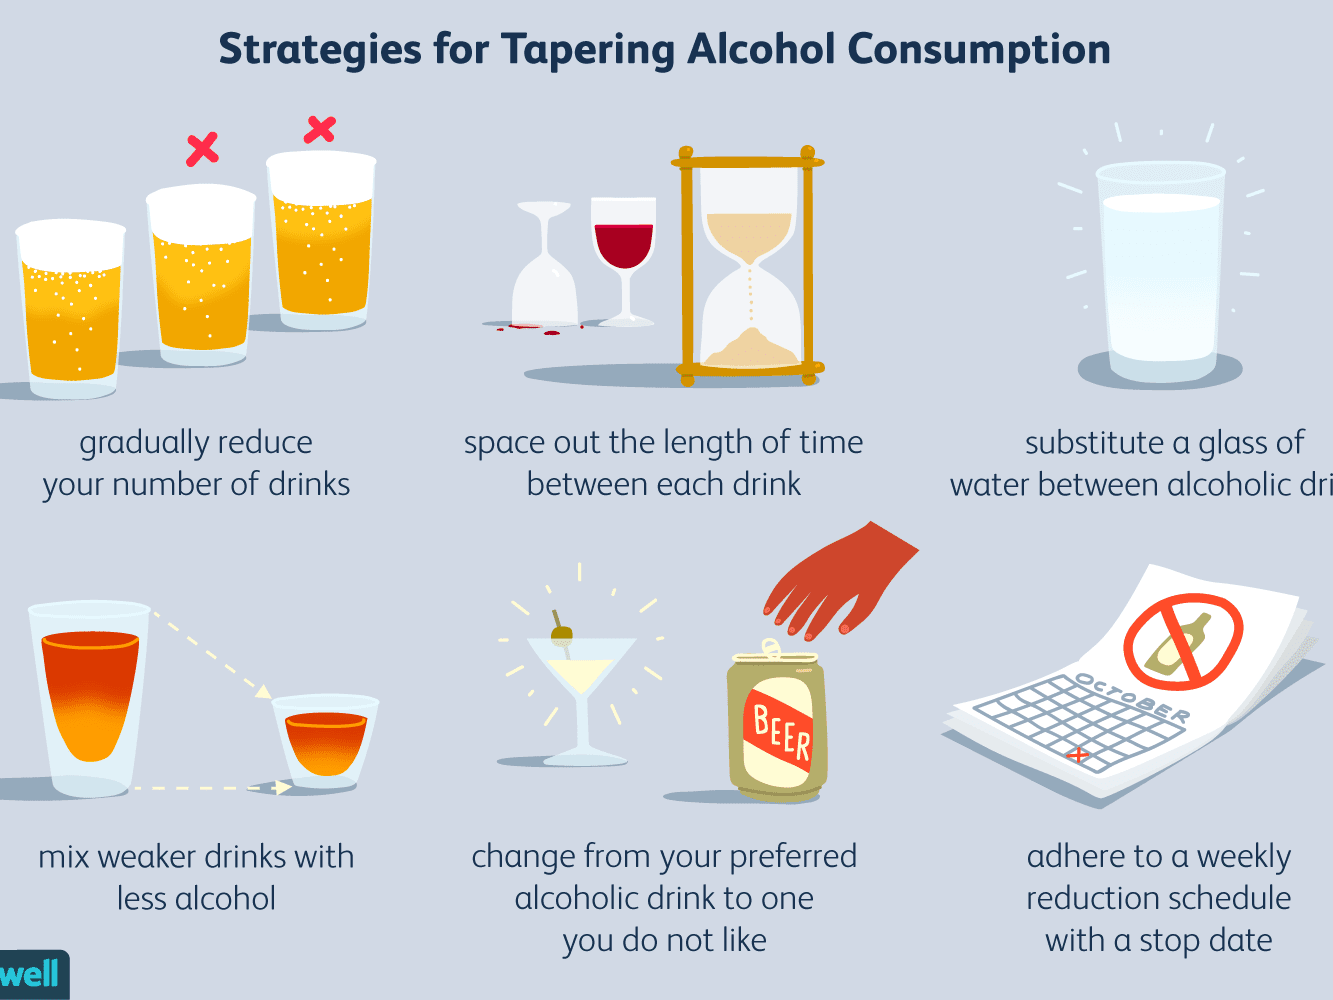 Strategies for Tapering Alcohol Consumption
gradually reduce
your number of drinks
space out the length of time
between each drink
substitute a glass of
water between alcoholic dri
mix weaker drinks with
less alcohol
BEER
change from your preferred
alcoholic drink to one
you do not like
OCTOBER
adhere to a weekly
reduction schedule
with a stop date
well